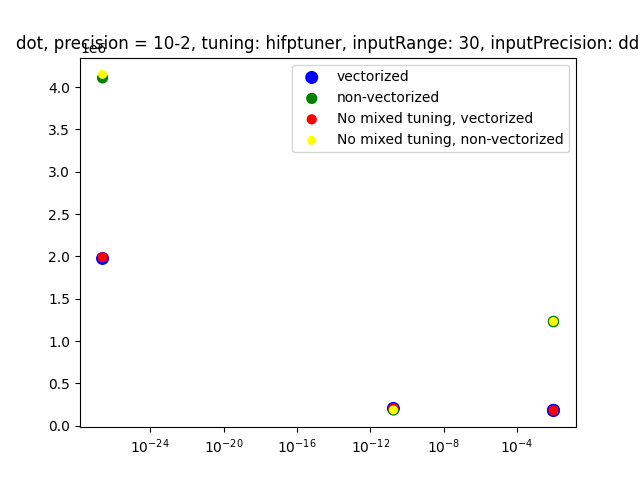 dot, precision = 10-2, tuning: hifptuner, inputRange: 30, inputPrecision: dd
1e6
vectorized
non-vectorized
No mixed tuning, vectorized
No mixed tuning, non-vectorized
4.0
3.5
3.0
2.5
2.0
1.5
1.0
0.5
0.0
10⁻²⁴ 10⁻²⁰ 10⁻¹⁶ 10⁻¹² 10⁻⁸ 10⁻⁴